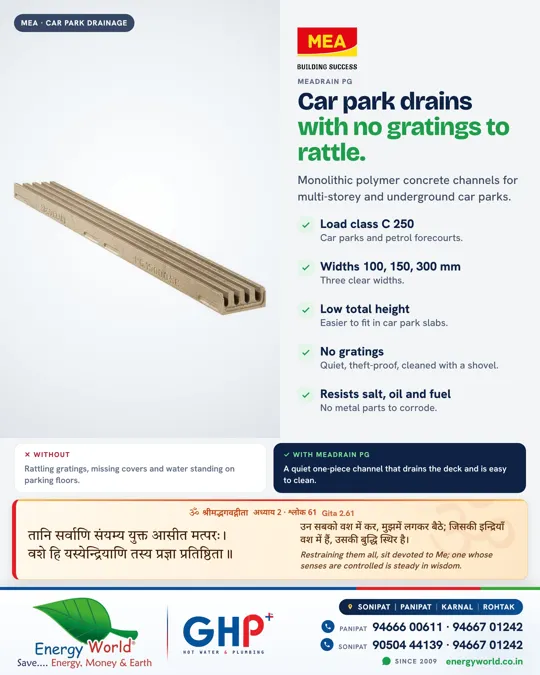 MEA · CAR PARK DRAINAGE
MEA
BUILDING SUCCESS
MEADRAIN PG
Car park drains
with no gratings to
rattle.
Monolithic polymer concrete channels for
multi-storey and underground car parks.
✓ Load class C 250
Car parks and petrol forecourts.
✓ Widths 100, 150, 300 mm
Three clear widths.
✓ Low total height
Easier to fit in car park slabs.
✓ No gratings
Quiet, theft-proof, cleaned with a shovel.
✓ Resists salt, oil and fuel
No metal parts to corrode.
✕ WITHOUT
Rattling gratings, missing covers and water standing on
parking floors.
✓ WITH MEADRAIN PG
A quiet one-piece channel that drains the deck and is easy
to clean.
ॐ श्रीमद्भगवद्गीता अध्याय 2 · श्लोक 61 Gita 2.61
तानि सर्वाणि संयम्य युक्त आसीत मत्परः।
वशे हि यस्येन्द्रियाणि तस्य प्रज्ञा प्रतिष्ठिता॥
उन सबको वश में कर, मुझमें लगकर बैठे; जिसकी इन्द्रियाँ
वश में हैं, उसकी बुद्धि स्थिर है।
Restraining them all, sit devoted to Me; one whose
senses are controlled is steady in wisdom.
Energy World®
Save.... Energy, Money & Earth
GHP+
HOT WATER & PLUMBING
SONIPAT | PANIPAT | KARNAL | ROHTAK
PANIPAT 94666 00611 · 94667 01242
SONIPAT 90504 44139 · 94667 01242
SINCE 2009 energyworld.co.in